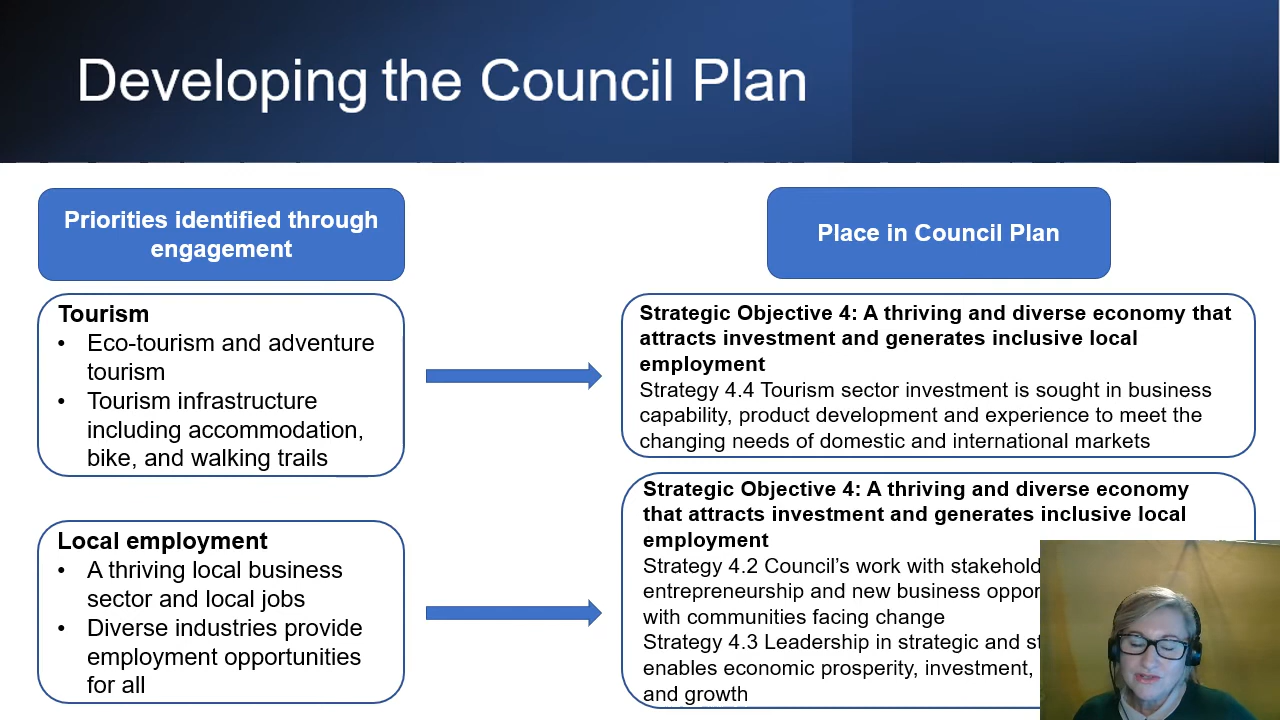 Developing the Council Plan
Priorities identified through
engagement
Place in Council Plan
Tourism
• Eco-tourism and adventure
tourism
• Tourism infrastructure
including accommodation,
bike, and walking trails
Strategic Objective 4: A thriving and diverse economy that
attracts investment and generates inclusive local
employment
Strategy 4.4 Tourism sector investment is sought in business
capability, product development and experience to meet the
changing needs of domestic and international markets
Local employment
• A thriving local business
sector and local jobs
• Diverse industries provide
employment opportunities
for all
Strategic Objective 4: A thriving and diverse economy
that attracts investment and generates inclusive local
employment
Strategy 4.2 Council’s work with
entrepreneurship and new business
with communities facing change
Strategy 4.3 Leadership in strategic and
enables economic prosperity, investment,
and growth